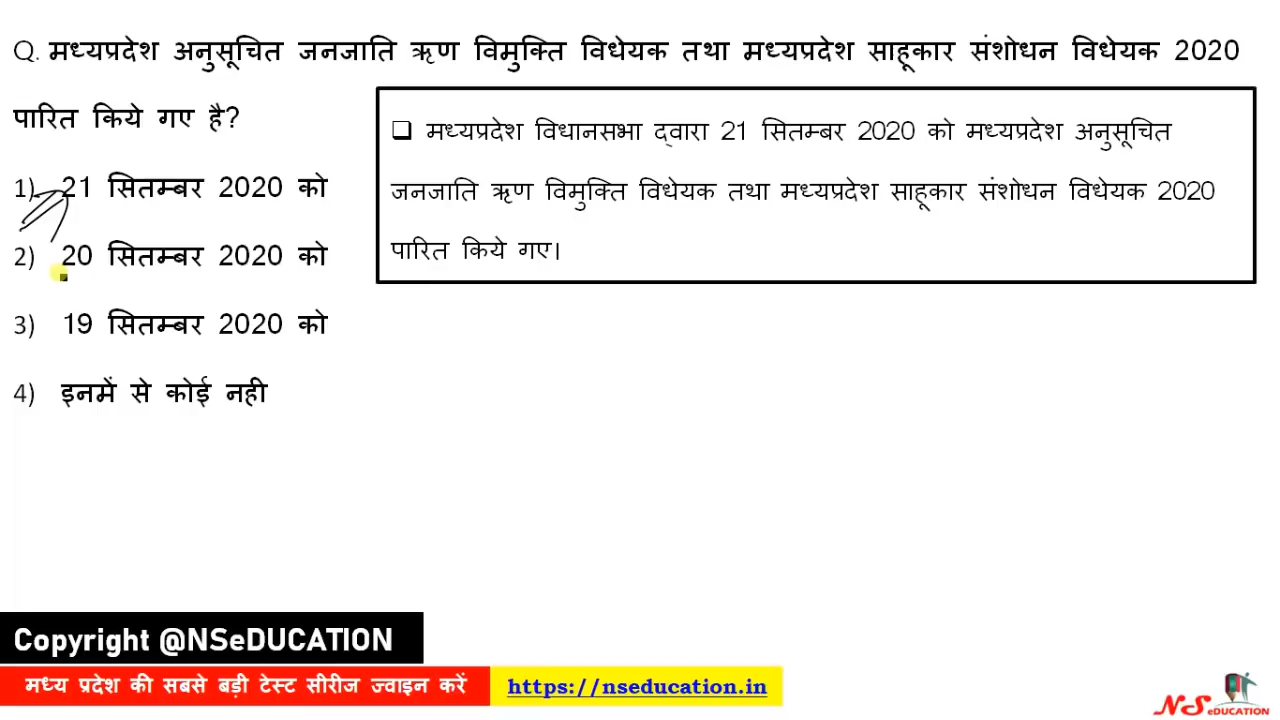 Q. मध्यप्रदेश अनुसूचित जनजाति ऋण विमुक्ति विधेयक तथा मध्यप्रदेश साहूकार संशोधन विधेयक 2020
पारित किये गए है?
1) 21 सितम्बर 2020 को
2) 20 सितम्बर 2020 को
3) 19 सितम्बर 2020 को
4) इनमें से कोई नही
❑ मध्यप्रदेश विधानसभा द्वारा 21 सितम्बर 2020 को मध्यप्रदेश अनुसूचित
जनजाति ऋण विमुक्ति विधेयक तथा मध्यप्रदेश साहूकार संशोधन विधेयक 2020
पारित किये गए।
Copyright @NSeDUCATION
मध्य प्रदेश की सबसे बड़ी टेस्ट सीरीज ज्वाइन करें
https://nseducation.in
NS eDUCATION